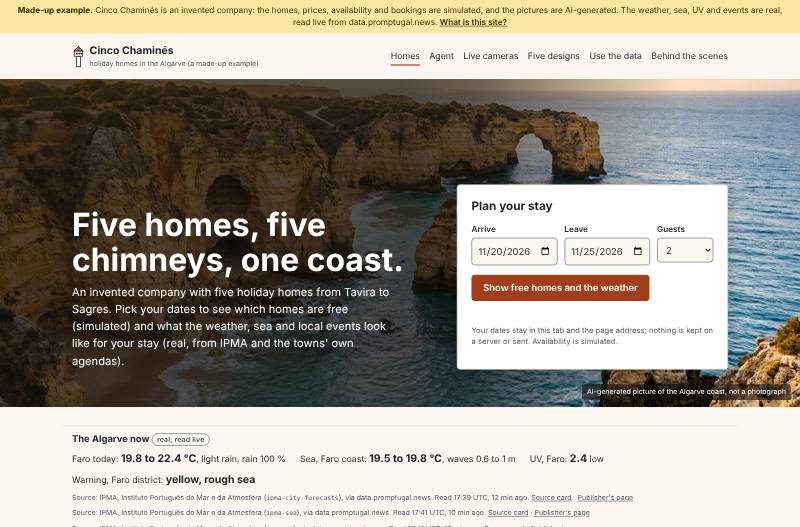 Made-up example. Cinco Chaminés is an invented company: the homes, prices, availability and bookings are simulated, and the pictures are AI-generated. The weather, sea, UV and events are real,
read live from data.promptugal.news. What is this site?
Cinco Chaminés
holiday homes in the Algarve (a made-up example)
Homes Agent Live cameras Five designs Use the data Behind the scenes
Five homes, five
chimneys, one coast.
An invented company with five holiday homes from Tavira to
Sagres. Pick your dates to see which homes are free
(simulated) and what the weather, sea and local events look
like for your stay (real, from IPMA and the towns' own
agendas).
Plan your stay
Arrive Leave Guests
11/20/2026 11/25/2026 2
Show free homes and the weather
Your dates stay in this tab and the page address; nothing is kept on
a server or sent. Availability is simulated.
AI-generated picture of the Algarve coast, not a photograph
The Algarve now real, read live
Faro today: 19.8 to 22.4 °C, light rain, rain 100 % Sea, Faro coast: 19.5 to 19.8 °C, waves 0.6 to 1 m UV, Faro: 2.4 low
Warning, Faro district: yellow, rough sea
Source: IPMA, Instituto Português do Mar e da Atmosfera (ipma-city-forecasts), via data.promptugal.news. Read 17:39 UTC, 12 min ago. Source card · Publisher's page
Source: IPMA, Instituto Português do Mar e da Atmosfera (ipma-sea), via data.promptugal.news. Read 17:41 UTC, 10 min ago. Source card · Publisher's page